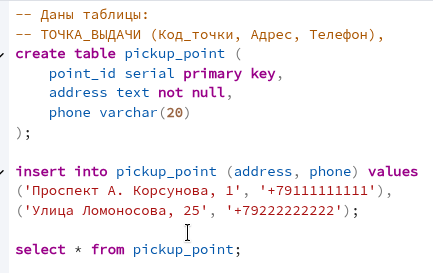 -- Даны таблицы:
-- ТОЧКА_ВЫДАЧИ (Код_точки, Адрес, Телефон),
create table pickup_point (
    point_id serial primary key,
    address text not null,
    phone varchar(20)
);

insert into pickup_point (address, phone) values
('Проспект А. Корсунова, 1', '+79111111111'),
('Улица Ломоносова, 25', '+79222222222');

select * from pickup_point;